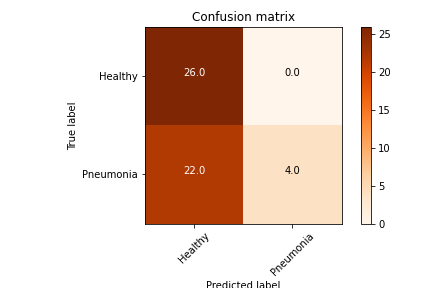 Confusion matrix
True label
Healthy
26.0
0.0
Pneumonia
22.0
4.0
Healthy
Pneumonia
Predicted label
25
20
15
10
5
0